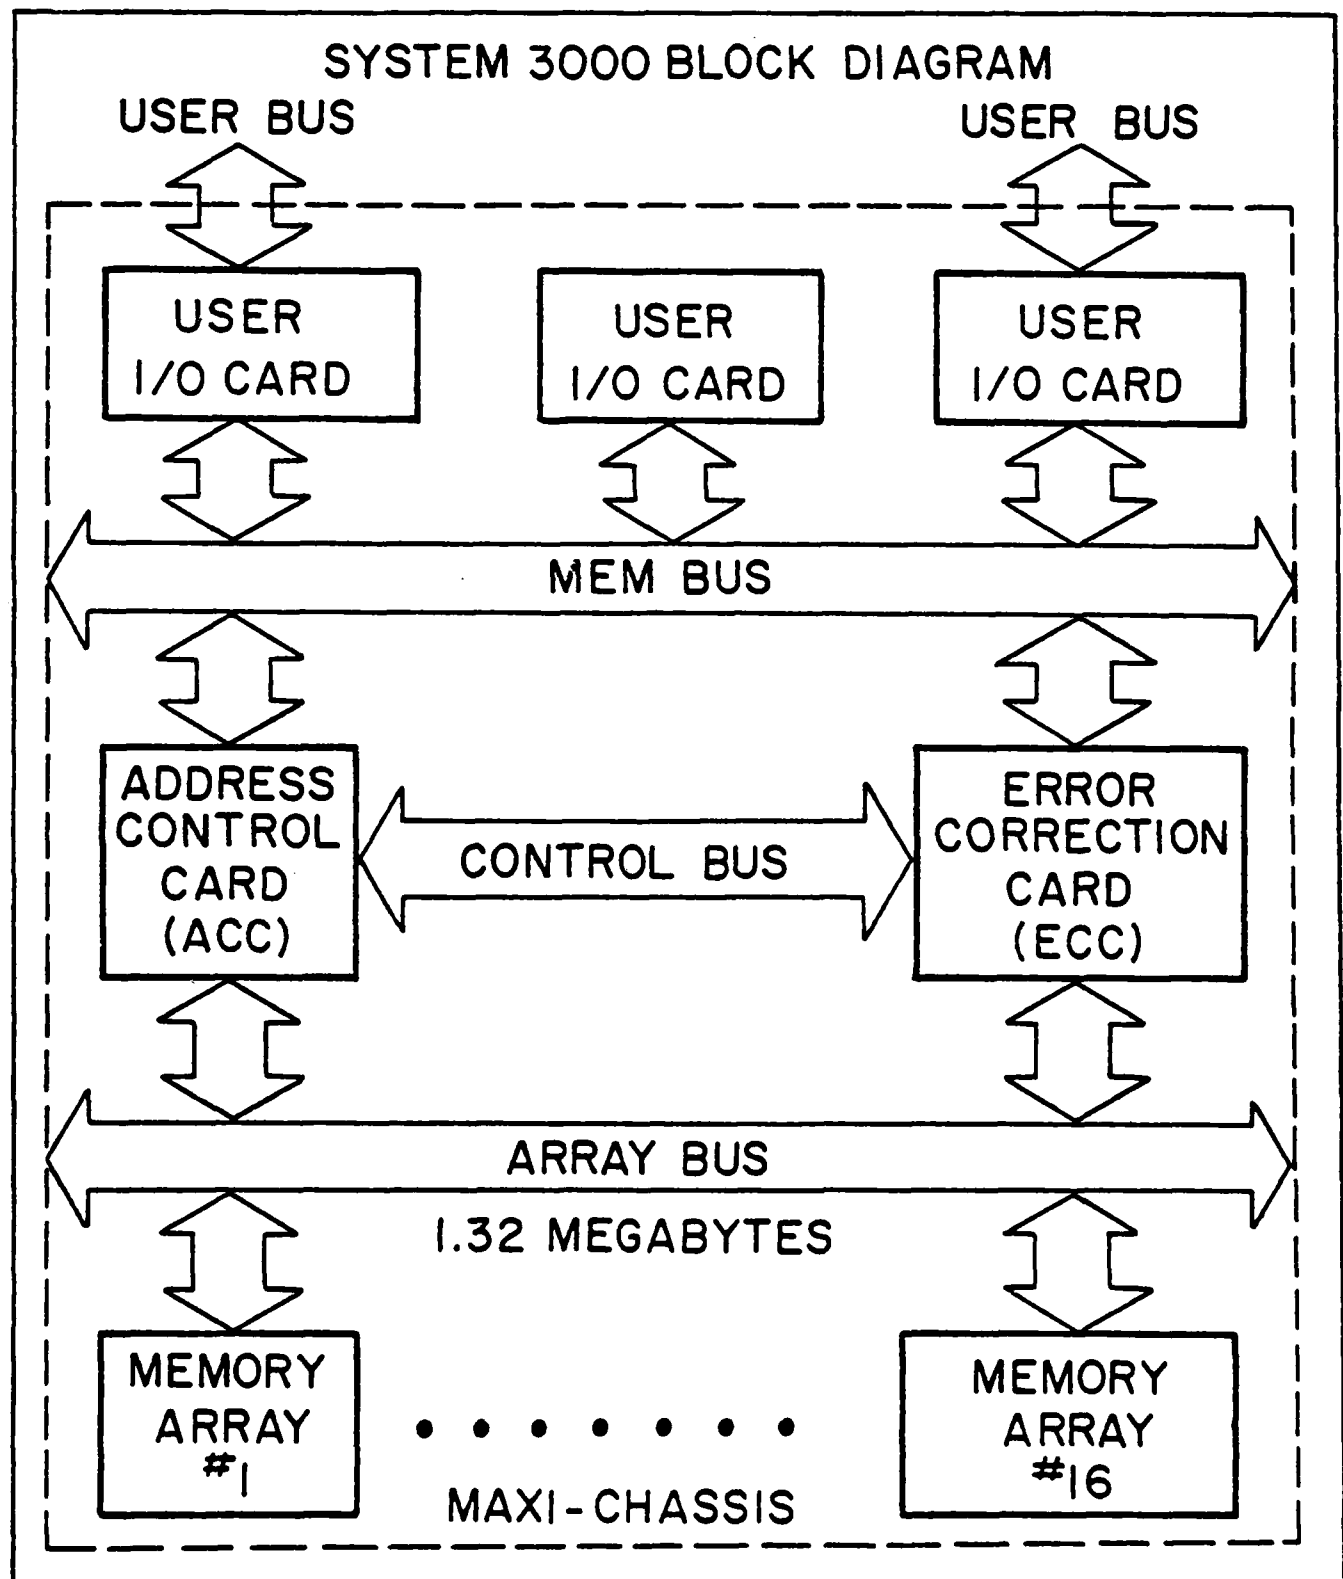 SYSTEM 3000 BLOCK DIAGRAM
USER BUS
USER BUS
USER
I/O CARD
USER
I/O CARD
USER
I/O CARD
MEM BUS
ADDRESS
CONTROL
CARD
(ACC)
CONTROL BUS
ERROR
CORRECTION
CARD
(ECC)
ARRAY BUS
1.32 MEGABYTES
MEMORY
ARRAY
#1
MEMORY
ARRAY
#16
MAXI-CHASSIS